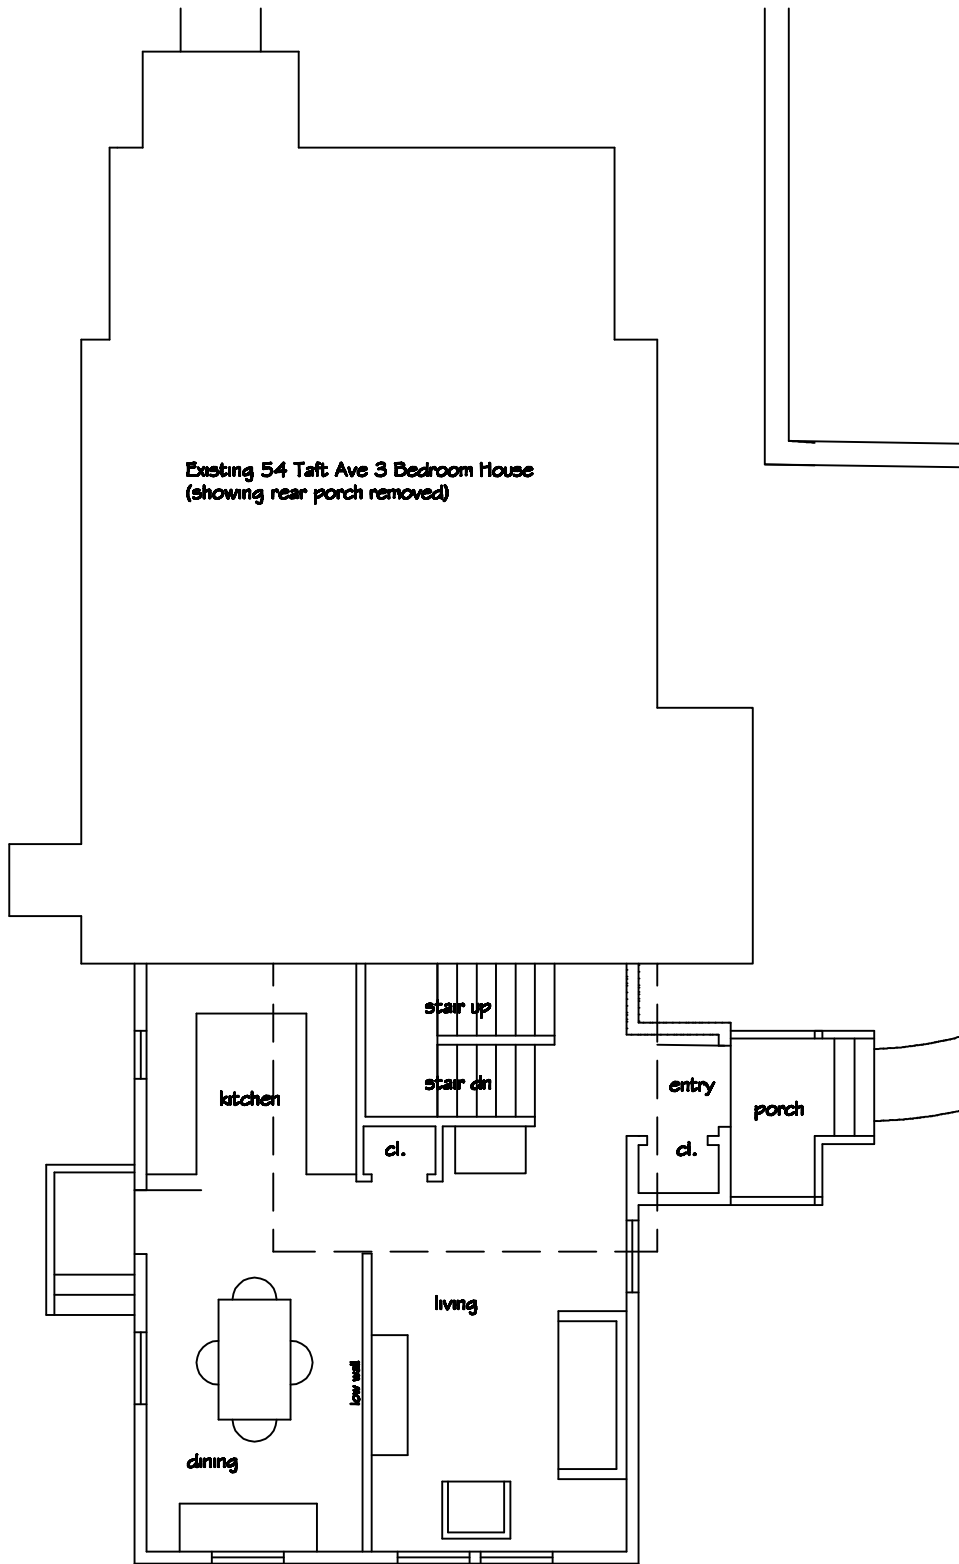 Existing 54 Taft Ave 3 Bedroom House
(showing rear porch removed)
stair up
stair dn
kitchen
entry
porch
cl.
cl.
living
low wall
dining